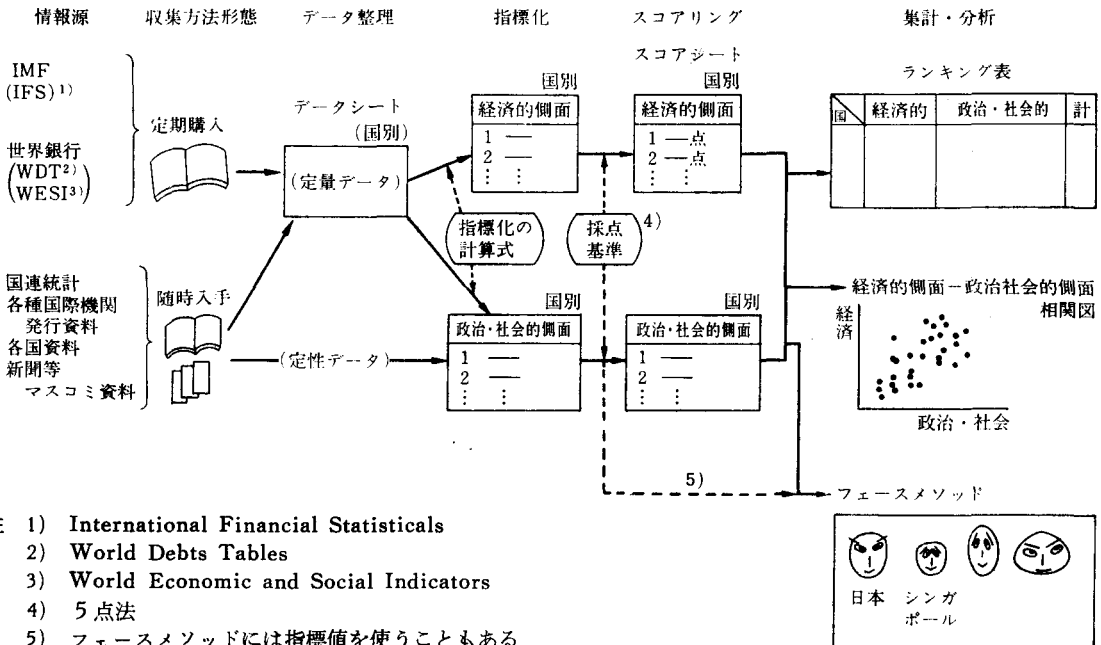 情報源 収集方法形態 データ整理 指標化 スコアリング 集計・分析
IMF
(IFS)1)
世界銀行
(WDT2)
WESI3))
定期購入
国連統計
各種国際機関
発行資料
各国資料
新聞等
マスコミ資料
随時入手
データシート
(国別)
(定量データ)
(定性データ)
国別
経済的側面
1 —
2 —
⋮ ⋮
指標化の
計算式
国別
政治・社会的側面
1 —
2 —
⋮ ⋮
スコアシート
国別
経済的側面
1 —点
2 —点
⋮ ⋮
採点
基準
4)
国別
政治・社会的側面
1 —
2 —
⋮ ⋮
5)
ランキング表
国 経済的 政治・社会的 計
経済的側面−政治社会的側面
相関図
経済
政治・社会
フェースメソッド
日本 シンガ
ポール
注 1) International Financial Statisticals
2) World Debts Tables
3) World Economic and Social Indicators
4) 5点法
5) フェースメソッドには指標値を使うこともある